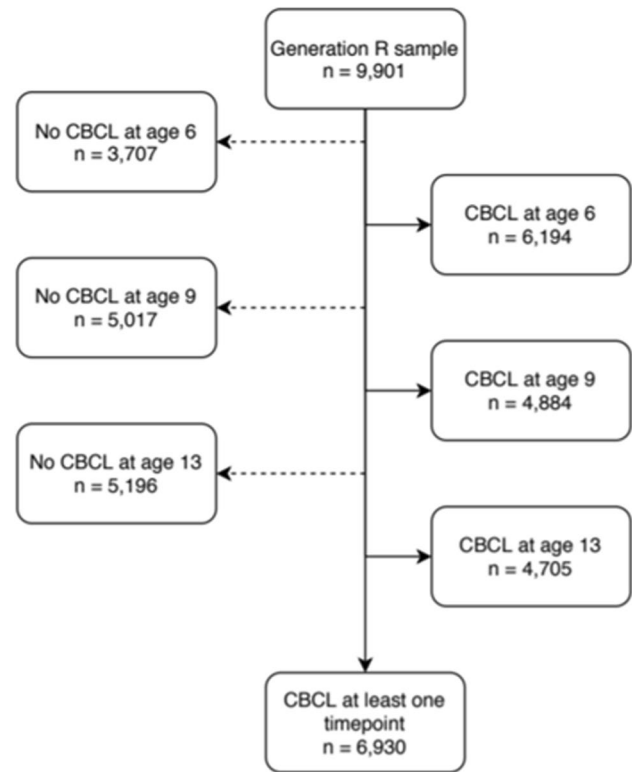 Generation R sample
n = 9,901
No CBCL at age 6
n = 3,707
CBCL at age 6
n = 6,194
No CBCL at age 9
n = 5,017
CBCL at age 9
n = 4,884
No CBCL at age 13
n = 5,196
CBCL at age 13
n = 4,705
CBCL at least one
timepoint
n = 6,930